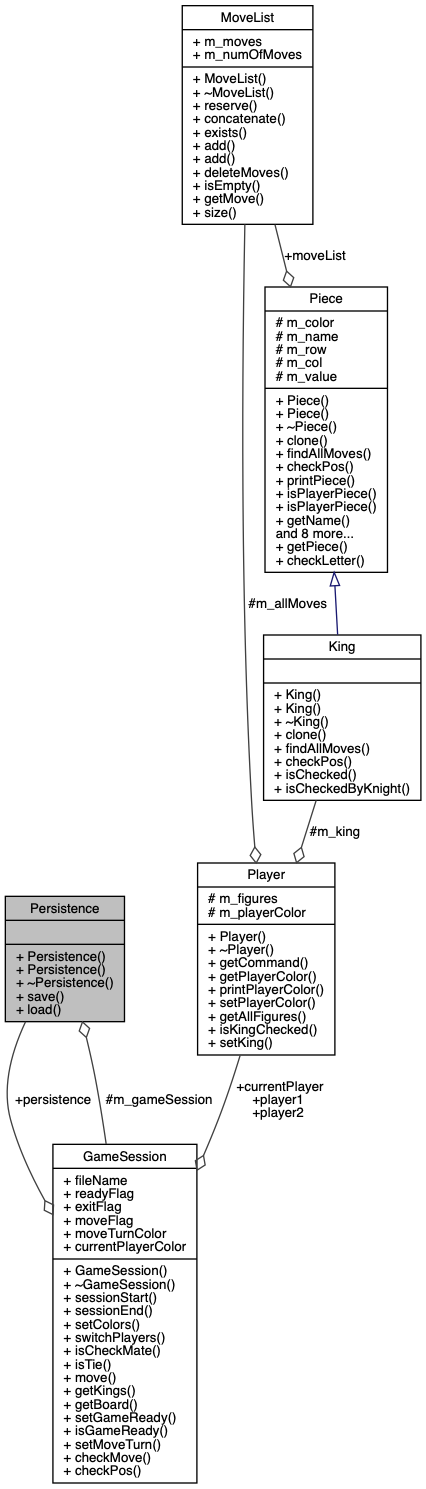 MoveList
+ m_moves
+ m_numOfMoves
+ MoveList()
+ ~MoveList()
+ reserve()
+ concatenate()
+ exists()
+ add()
+ add()
+ deleteMoves()
+ isEmpty()
+ getMove()
+ size()
+moveList
Piece
# m_color
# m_name
# m_row
# m_col
# m_value
+ Piece()
+ Piece()
+ ~Piece()
+ clone()
+ findAllMoves()
+ checkPos()
+ printPiece()
+ isPlayerPiece()
+ isPlayerPiece()
+ getName()
and 8 more...
+ getPiece()
+ checkLetter()
#m_allMoves
King
+ King()
+ King()
+ ~King()
+ clone()
+ findAllMoves()
+ checkPos()
+ isChecked()
+ isCheckedByKnight()
#m_king
Player
# m_figures
# m_playerColor
+ Player()
+ ~Player()
+ getCommand()
+ getPlayerColor()
+ printPlayerColor()
+ setPlayerColor()
+ getAllFigures()
+ isKingChecked()
+ setKing()
Persistence
+ Persistence()
+ Persistence()
+ ~Persistence()
+ save()
+ load()
+persistence
#m_gameSession
+currentPlayer
+player1
+player2
GameSession
+ fileName
+ readyFlag
+ exitFlag
+ moveFlag
+ moveTurnColor
+ currentPlayerColor
+ GameSession()
+ ~GameSession()
+ sessionStart()
+ sessionEnd()
+ setColors()
+ switchPlayers()
+ isCheckMate()
+ isTie()
+ move()
+ getKings()
+ getBoard()
+ setGameReady()
+ isGameReady()
+ setMoveTurn()
+ checkMove()
+ checkPos()